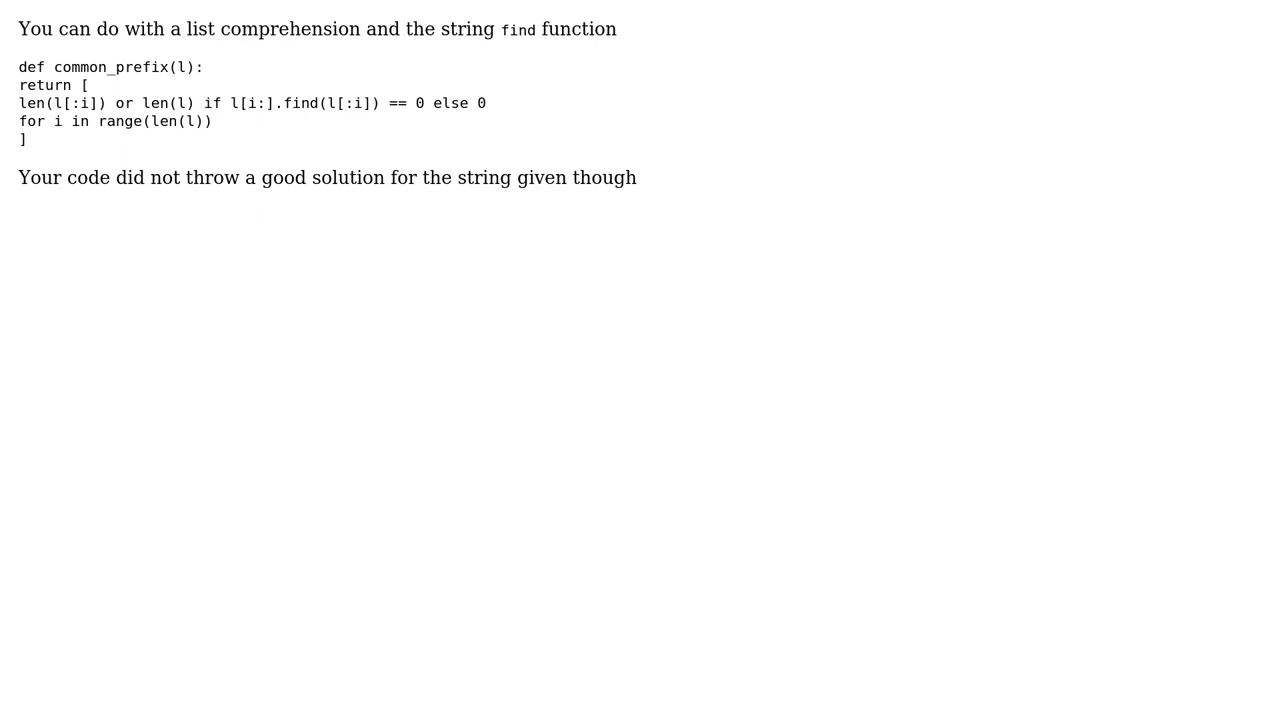 You can do with a list comprehension and the string find function
def common_prefix(l):
return [
len(l[:i]) or len(l) if l[i:].find(l[:i]) == 0 else 0
for i in range(len(l))
]
Your code did not throw a good solution for the string given though